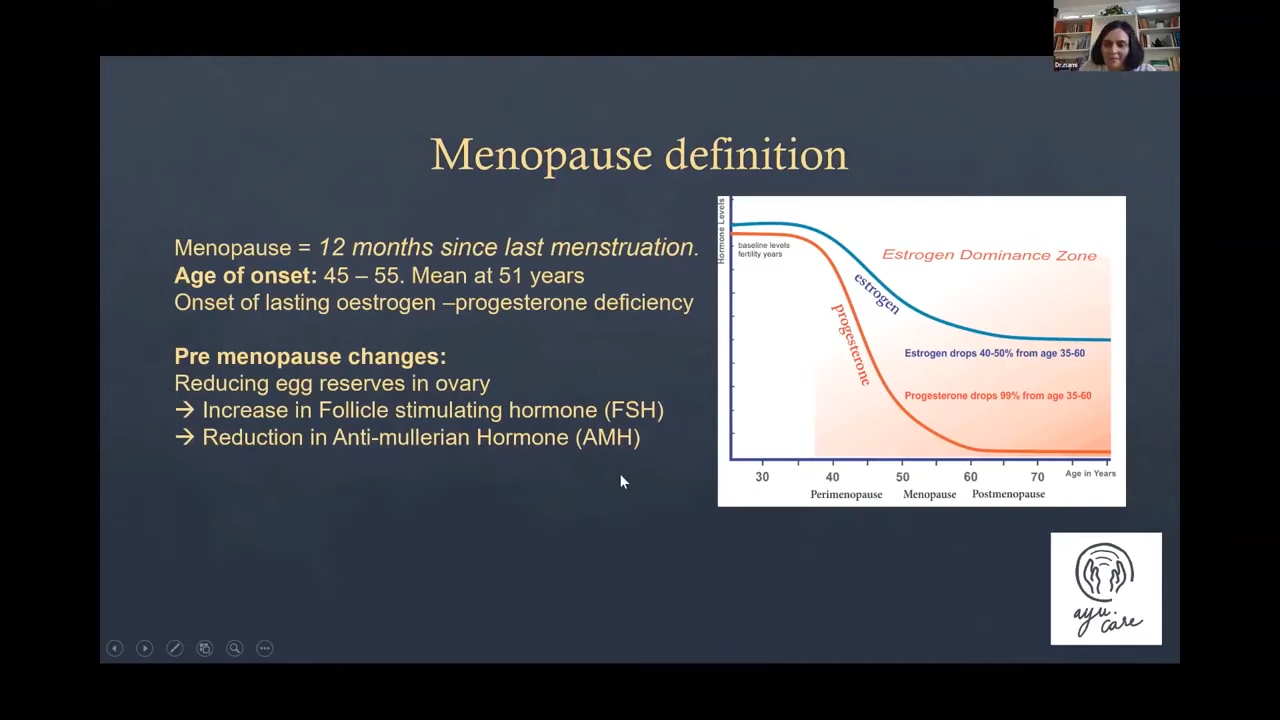 Dr.nami
Menopause definition
Menopause = 12 months since last menstruation.
Age of onset: 45 – 55. Mean at 51 years
Onset of lasting oestrogen –progesterone deficiency
Pre menopause changes:
Reducing egg reserves in ovary
→ Increase in Follicle stimulating hormone (FSH)
→ Reduction in Anti-mullerian Hormone (AMH)
Hormone Levels
baseline levels
fertility years
Estrogen Dominance Zone
estrogen
progesterone
Estrogen drops 40-50% from age 35-60
Progesterone drops 99% from age 35-60
30 40 50 60 70 Age in Years
Perimenopause Menopause Postmenopause
ayu.
care